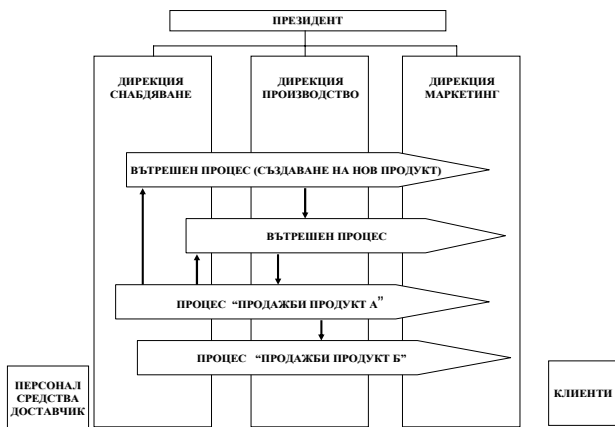 ПРЕЗИДЕНТ
ДИРЕКЦИЯ
СНАБДЯВАНЕ
ДИРЕКЦИЯ
ПРОИЗВОДСТВО
ДИРЕКЦИЯ
МАРКЕТИНГ
ВЪТРЕШЕН ПРОЦЕС (СЪЗДАВАНЕ НА НОВ ПРОДУКТ)
ВЪТРЕШЕН ПРОЦЕС
ПРОЦЕС “ПРОДАЖБИ ПРОДУКТ А”
ПРОЦЕС “ПРОДАЖБИ ПРОДУКТ Б”
ПЕРСОНАЛ
СРЕДСТВА
ДОСТАВЧИК
КЛИЕНТИ